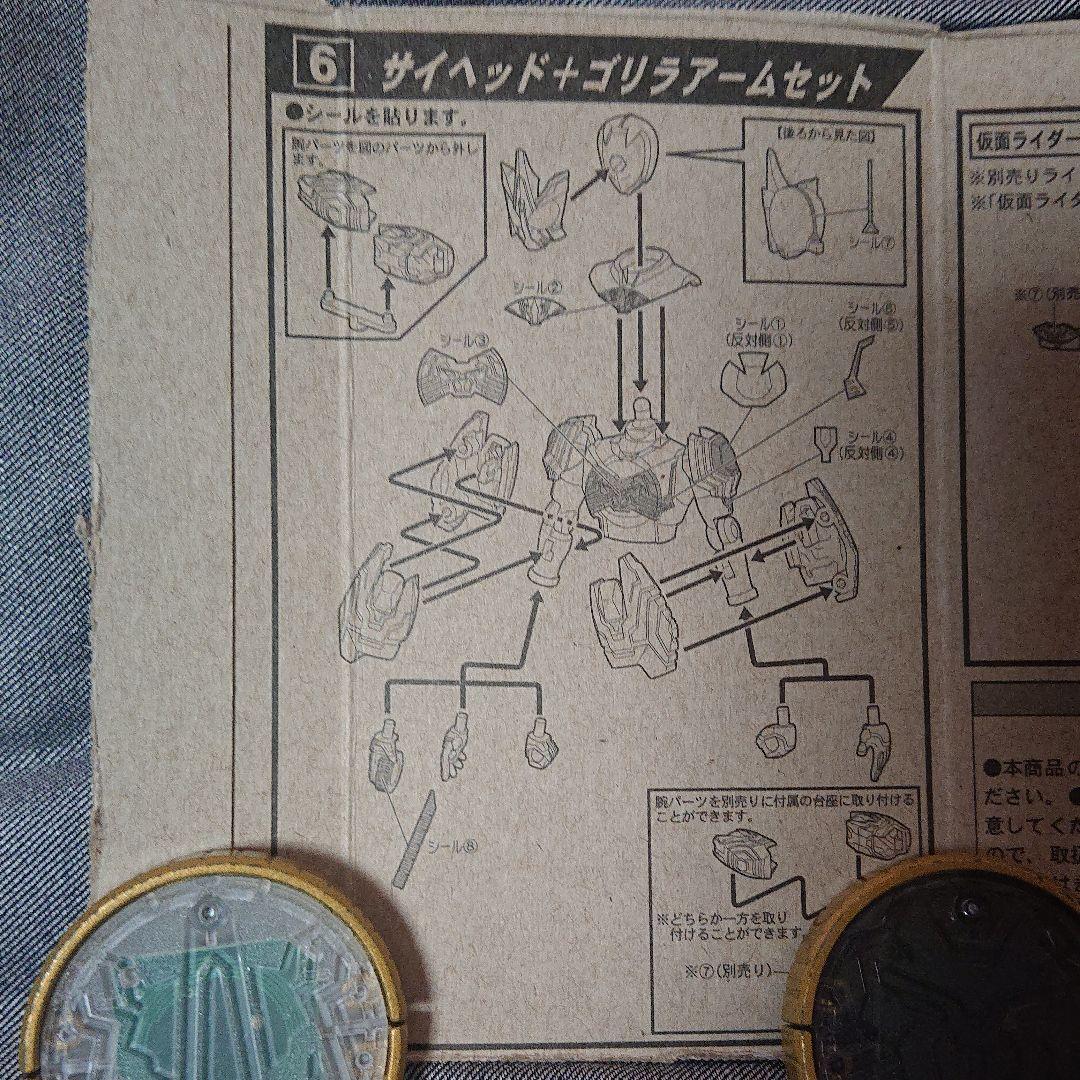 6 サイヘッド+ゴリラアームセット
●シールを貼ります。
腕パーツを図のパーツから外し
ます。
【後ろから見た図】
シール⑦
シール②
シール③
シール①
(反対側①)
シール⑥
(反対側⑤)
シール④
(反対側④)
シール⑧
腕パーツを別売りに付属の台座に取り付ける
ことができます。
※どちらか一方を取り
付けることができます。
※⑦(別売り)
仮面ライダー
※別売りライ
※「仮面ライダ
※⑦(別売
●本商品の
ださい。●
意してくだ
ので、取扱